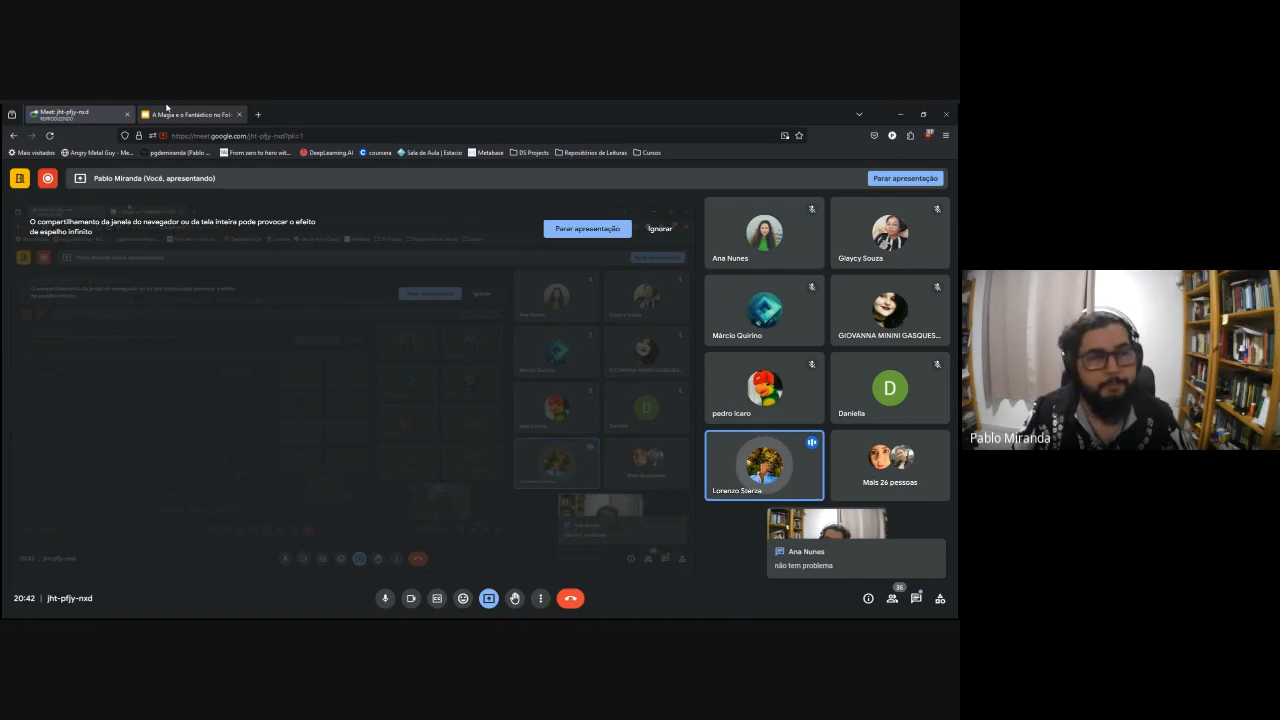 Meet: jht-pfjy-nxd
REPRODUZINDO
A Magia e o Fantástico no Fol
https://meet.google.com/jht-pfjy-nxd?pli=1
Mais visitados
Angry Metal Guy - Me...
pgdemiranda (Pablo ...
From zero to hero wit...
DeepLearning.AI
coursera
Sala de Aula | Estacio
Metabase
DS Projects
Repositórios de Leituras
Cursos
Pablo Miranda (Você, apresentando)
Parar apresentação
O compartilhamento da janela do navegador ou da tela inteira pode provocar o efeito
de espelho infinito
Parar apresentação
Ignorar
Ana Nunes
Glaycy Souza
Márcio Quirino
GIOVANNA MININI GASQUES...
pedro icaro
D
Daniella
Lorenzo Sterza
Mais 26 pessoas
Ana Nunes
não tem problema
20:42 | jht-pfjy-nxd
35
Pablo Miranda